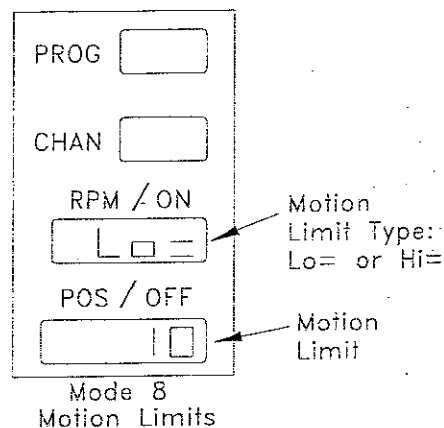 PROG
CHAN
RPM / ON
Lo=
POS / OFF
10
Motion
Limit Type:
Lo= or Hi=
Motion
Limit
Mode 8
Motion Limits